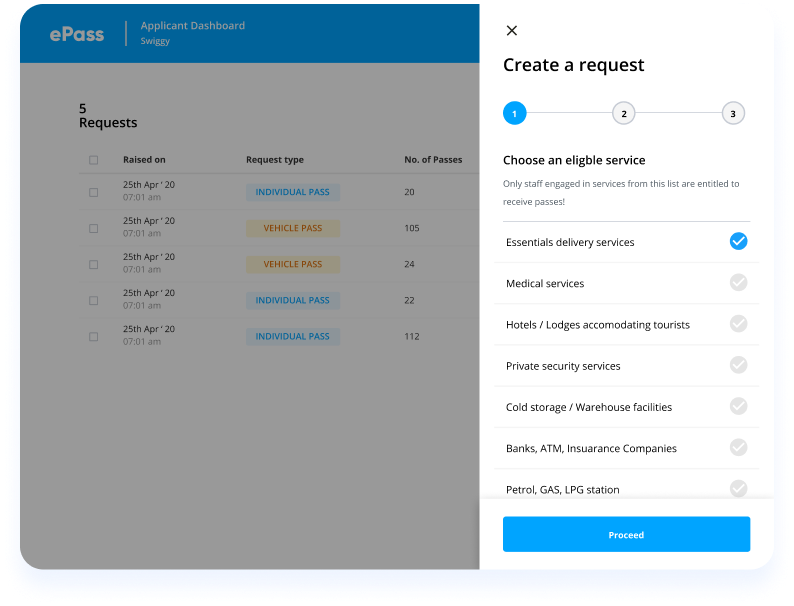 ePass
Applicant Dashboard
Swiggy
5
Requests
Raised on Request type No. of Passes
25th Apr ' 20 INDIVIDUAL PASS 20
07:01 am
25th Apr ' 20 VEHICLE PASS 105
07:01 am
25th Apr ' 20 VEHICLE PASS 24
07:01 am
25th Apr ' 20 INDIVIDUAL PASS 22
07:01 am
25th Apr ' 20 INDIVIDUAL PASS 112
07:01 am
Create a request
1 2 3
Choose an eligble service
Only staff engaged in services from this list are entitled to
receive passes!
Essentials delivery services
Medical services
Hotels / Lodges accomodating tourists
Private security services
Cold storage / Warehouse facilities
Banks, ATM, Insuarance Companies
Petrol, GAS, LPG station
Proceed